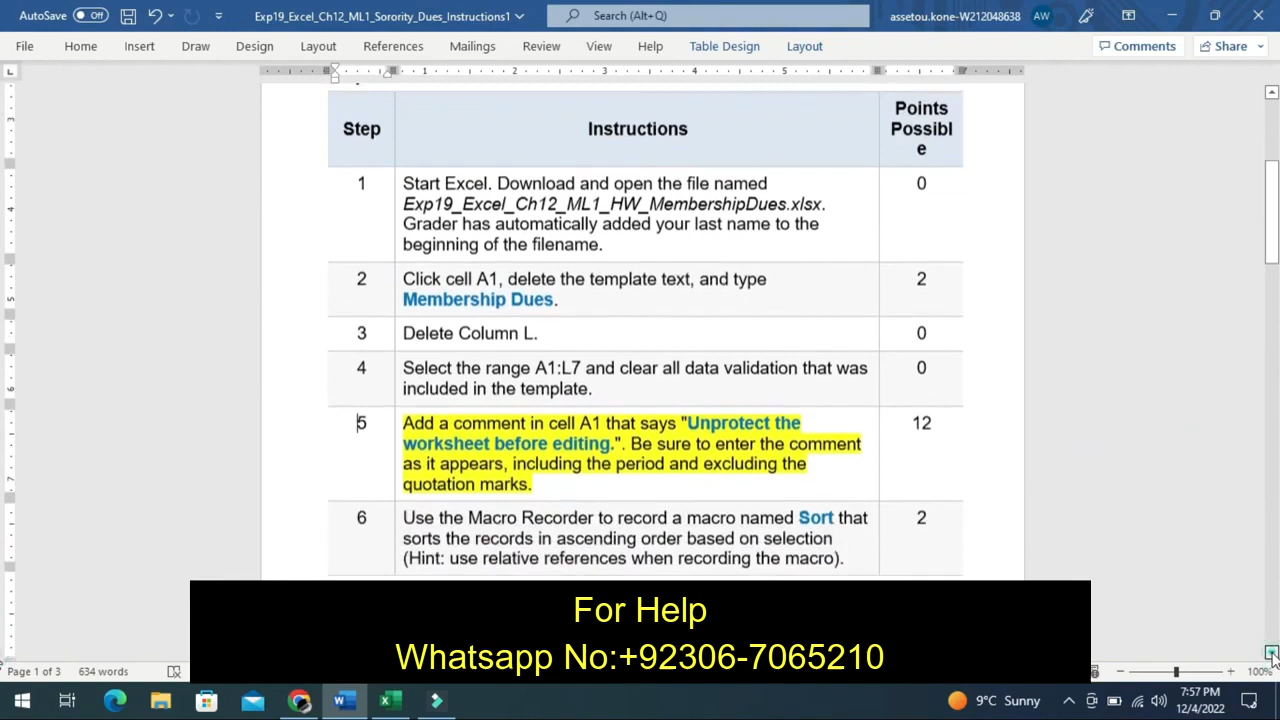 AutoSave Off Exp19_Excel_Ch12_ML1_Sorority_Dues_Instructions1 Search (Alt+Q) assetou.kone-W212048638 AW
File Home Insert Draw Design Layout References Mailings Review View Help Table Design Layout Comments Share
1 2 3 4 5
Step Instructions Points
Possibl
e
1 Start Excel. Download and open the file named 0
Exp19_Excel_Ch12_ML1_HW_MembershipDues.xlsx.
Grader has automatically added your last name to the
beginning of the filename.
2 Click cell A1, delete the template text, and type 2
Membership Dues.
3 Delete Column L. 0
4 Select the range A1:L7 and clear all data validation that was 0
included in the template.
5 Add a comment in cell A1 that says "Unprotect the 12
worksheet before editing.". Be sure to enter the comment
as it appears, including the period and excluding the
quotation marks.
6 Use the Macro Recorder to record a macro named Sort that 2
sorts the records in ascending order based on selection
(Hint: use relative references when recording the macro).
For Help
Whatsapp No:+92306-7065210
Page 1 of 3 634 words 100%
9°C Sunny 7:57 PM
12/4/2022